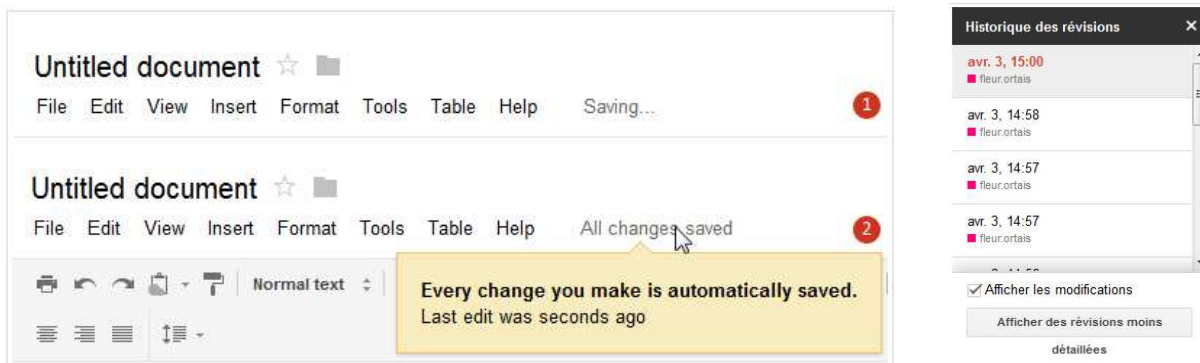 Untitled document
File Edit View Insert Format Tools Table Help Saving... 1
Untitled document
File Edit View Insert Format Tools Table Help All changes saved 2
Normal text
Every change you make is automatically saved.
Last edit was seconds ago
Historique des révisions ×
avr. 3, 15:00
fleur.ortais
avr. 3, 14:58
fleur.ortais
avr. 3, 14:57
fleur.ortais
avr. 3, 14:57
fleur.ortais
Afficher les modifications
Afficher des révisions moins
détaillées